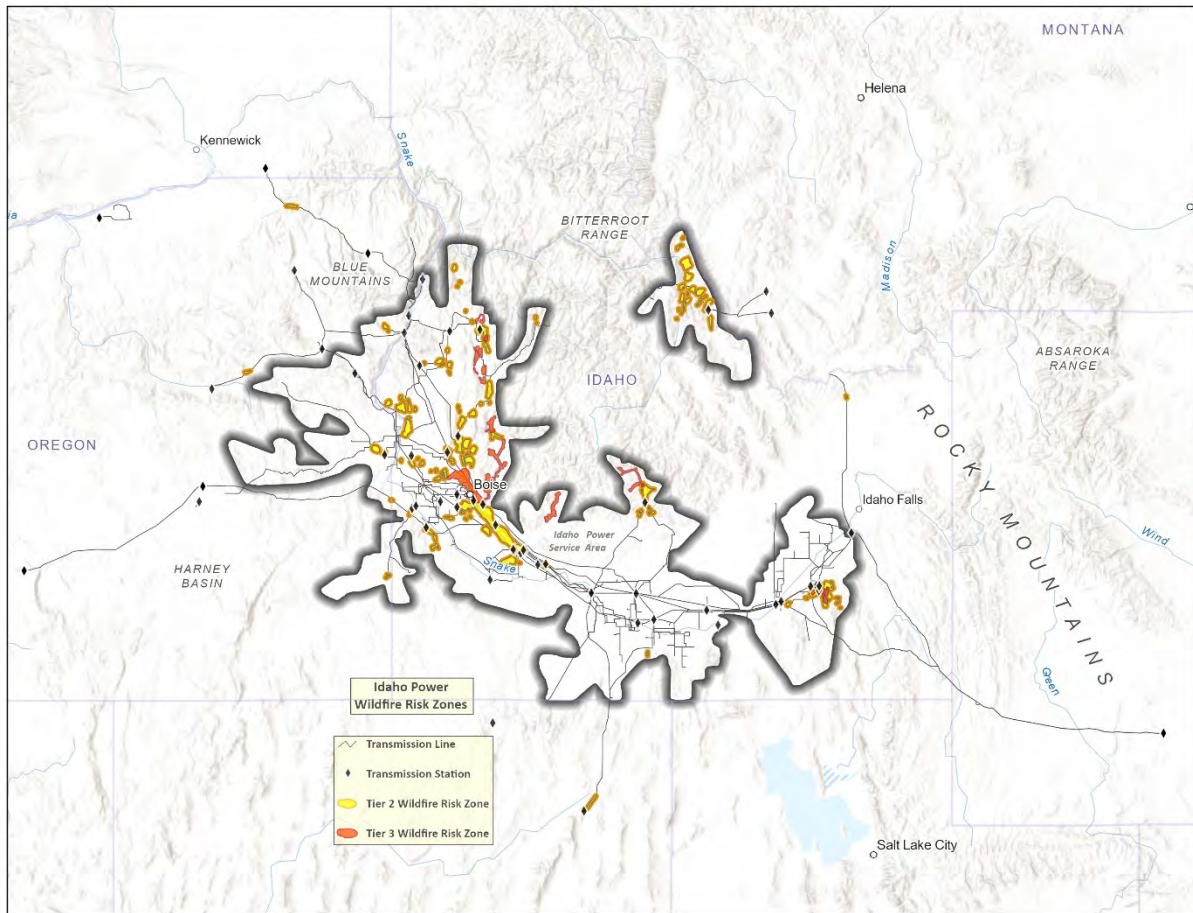 MONTANA
Helena
Kennewick
Snake
ia
BITTERROOT
RANGE
Madison
BLUE
MOUNTAINS
ABSAROKA
RANGE
IDAHO
OREGON
ROCKY MOUNTAINS
Boise
Idaho Falls
Idaho Power
Service Area
Wind
Snake
HARNEY
BASIN
Green
Idaho Power
Wildfire Risk Zones
Transmission Line
Transmission Station
Tier 2 Wildfire Risk Zone
Tier 3 Wildfire Risk Zone
Salt Lake City